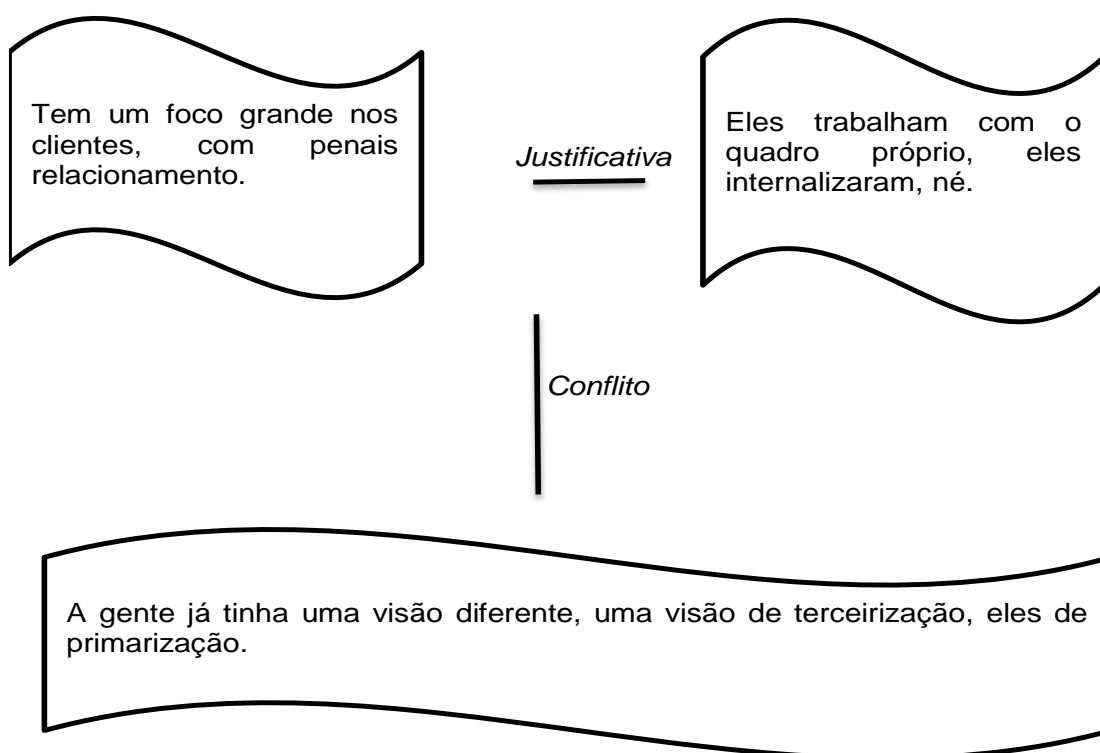 Tem um foco grande nos
clientes, com penais
relacionamento.
Justificativa
Eles trabalham com o
quadro próprio, eles
internalizaram, né.
Conflito
A gente já tinha uma visão diferente, uma visão de terceirização, eles de
primarização.